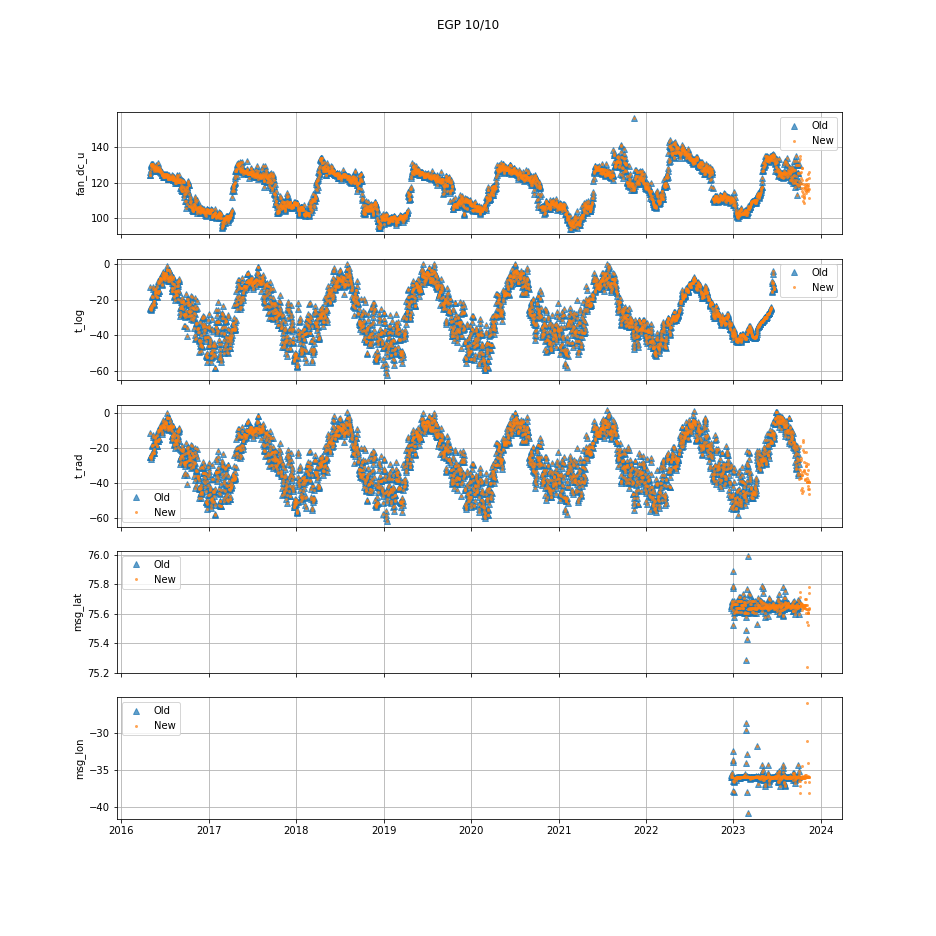 EGP 10/10
140
120
100
fan_dc_u
Old
New
0
−20
−40
−60
t_log
Old
New
0
−20
−40
−60
t_rad
Old
New
76.0
75.8
75.6
75.4
75.2
msg_lat
Old
New
−30
−35
−40
msg_lon
Old
New
2016 2017 2018 2019 2020 2021 2022 2023 2024